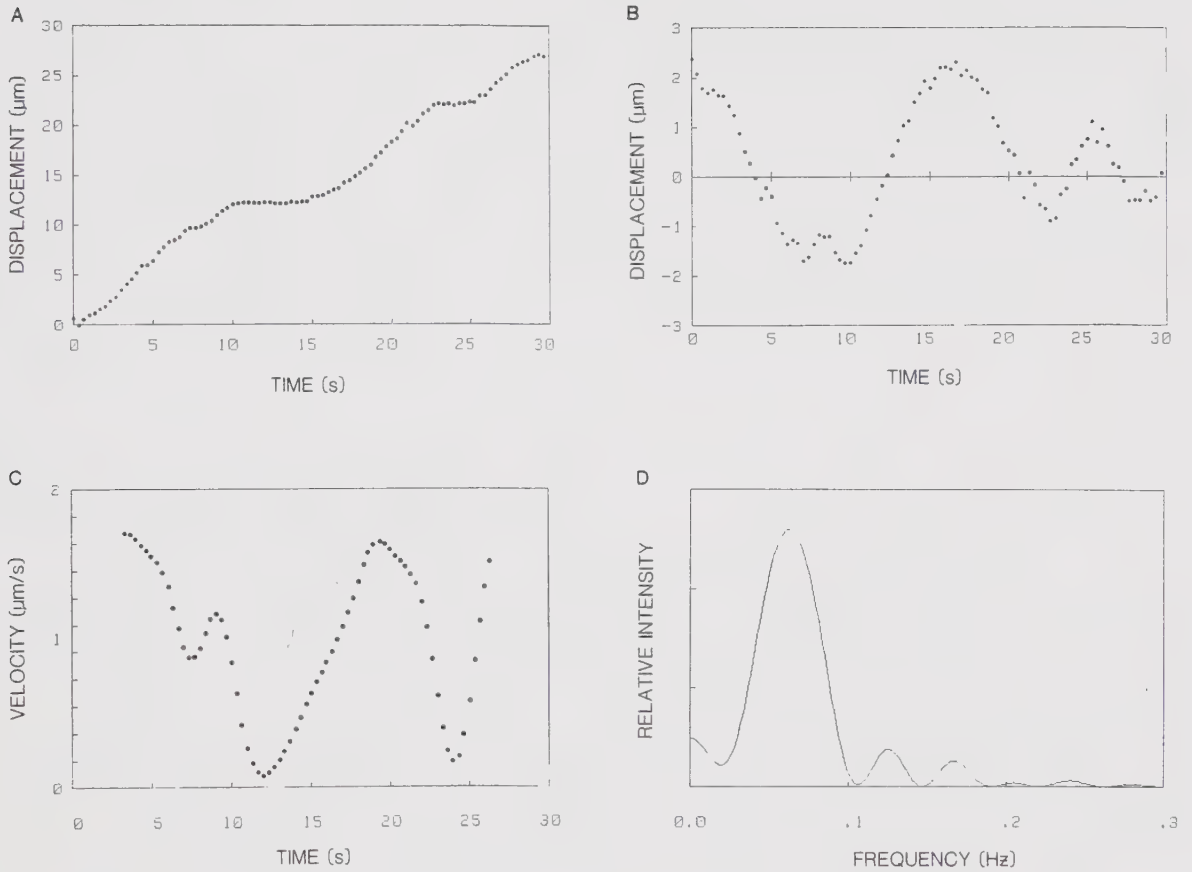 A
DISPLACEMENT (µm)
30
25
20
15
10
5
0
0 5 10 15 20 25 30
TIME (s)
B
DISPLACEMENT (µm)
3
2
1
0
-1
-2
-3
0 5 10 15 20 25 30
TIME (s)
C
VELOCITY (µm/s)
2
1
0
0 5 10 15 20 25 30
TIME (s)
D
RELATIVE INTENSITY
0.0 .1 .2 .3
FREQUENCY (Hz)